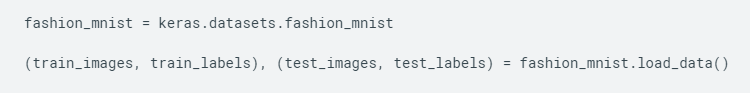 fashion_mnist = keras.datasets.fashion_mnist
(train_images, train_labels), (test_images, test_labels) = fashion_mnist.load_data()